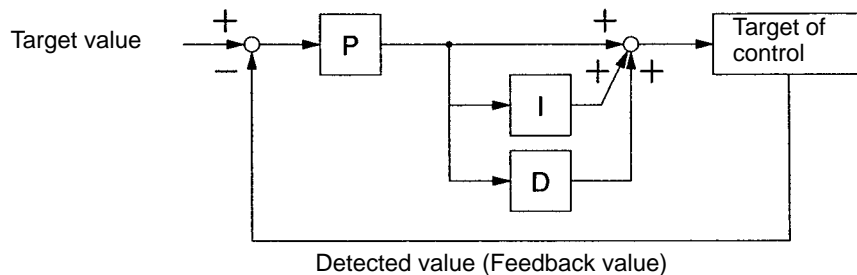 Target value
+
−
P
+
+
+
I
D
Target of
control
Detected value (Feedback value)